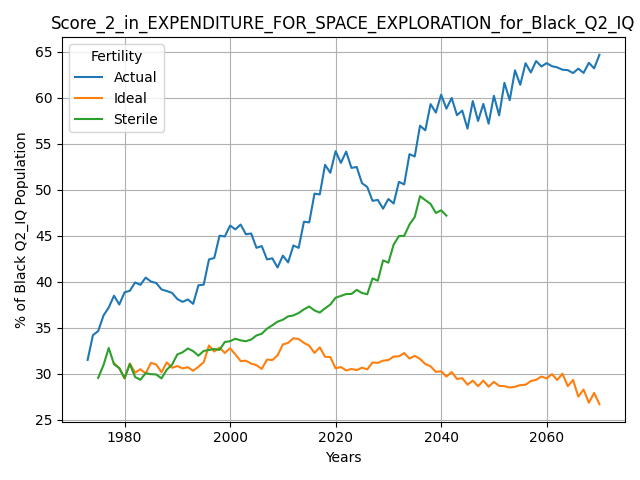 Score_2_in_EXPENDITURE_FOR_SPACE_EXPLORATION_for_Black_Q2_IQ
Fertility
Actual
Ideal
Sterile
65
60
55
50
45
40
35
30
25
% of Black Q2_IQ Population
1980
2000
2020
2040
2060
Years